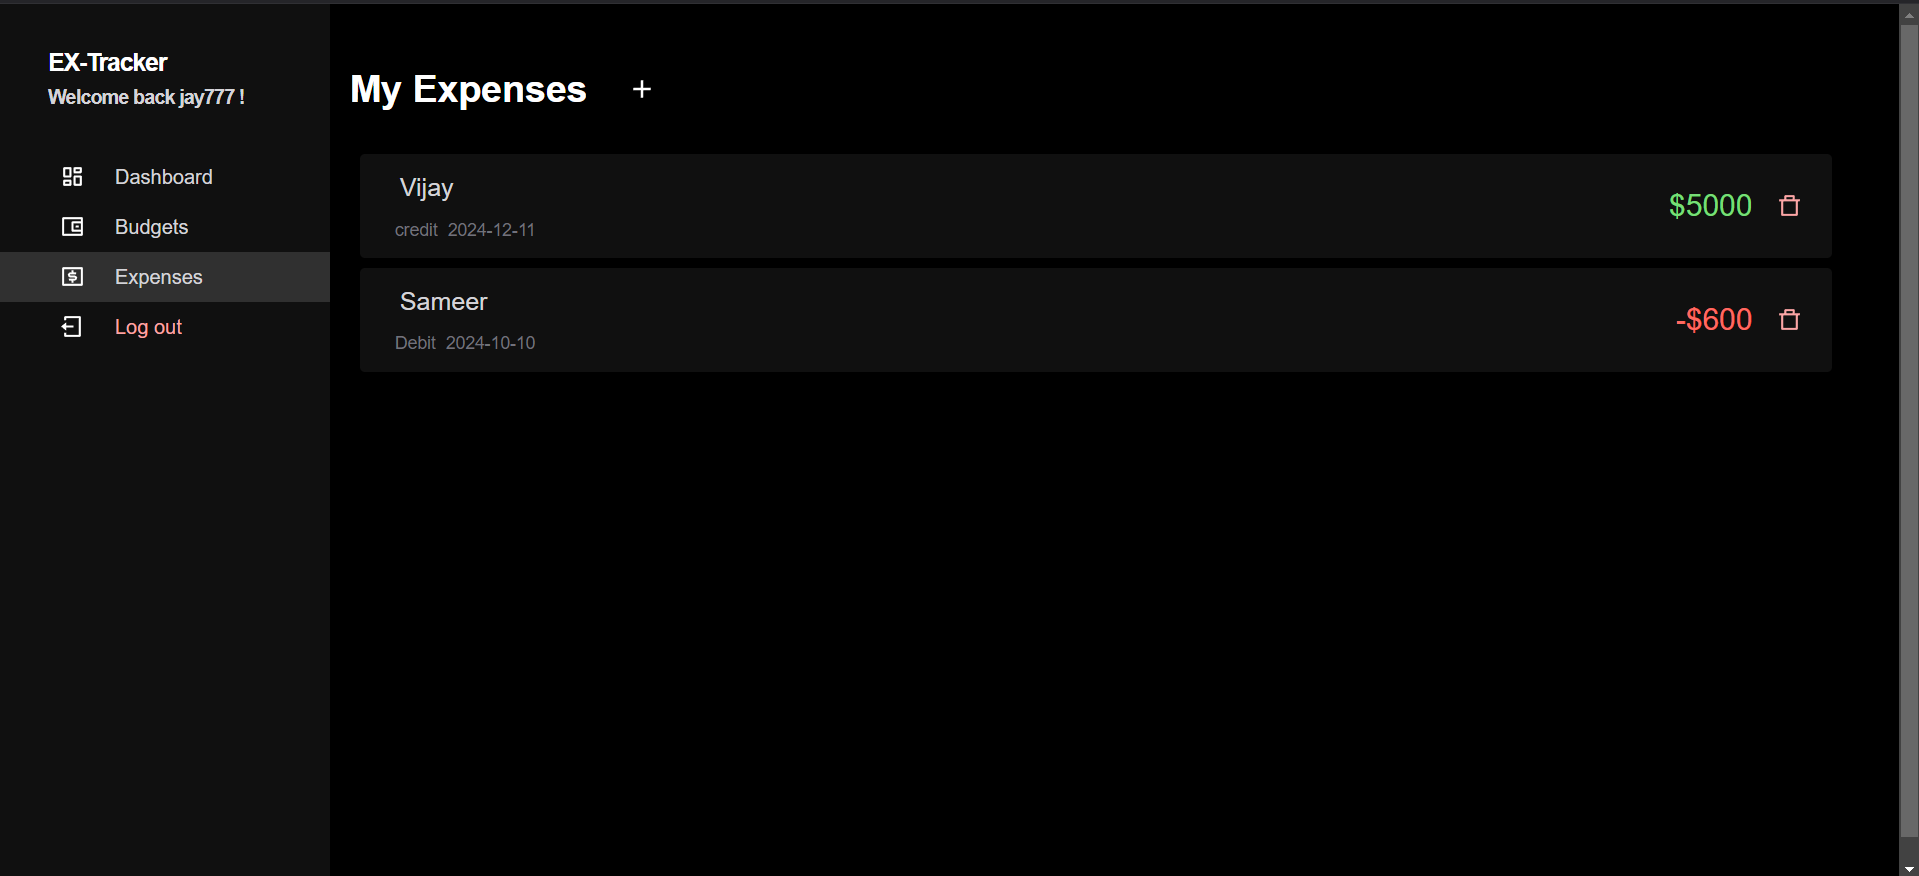 EX-Tracker
Welcome back jay777 !
Dashboard
Budgets
Expenses
Log out
My Expenses +
Vijay
credit 2024-12-11
$5000
Sameer
Debit 2024-10-10
-$600